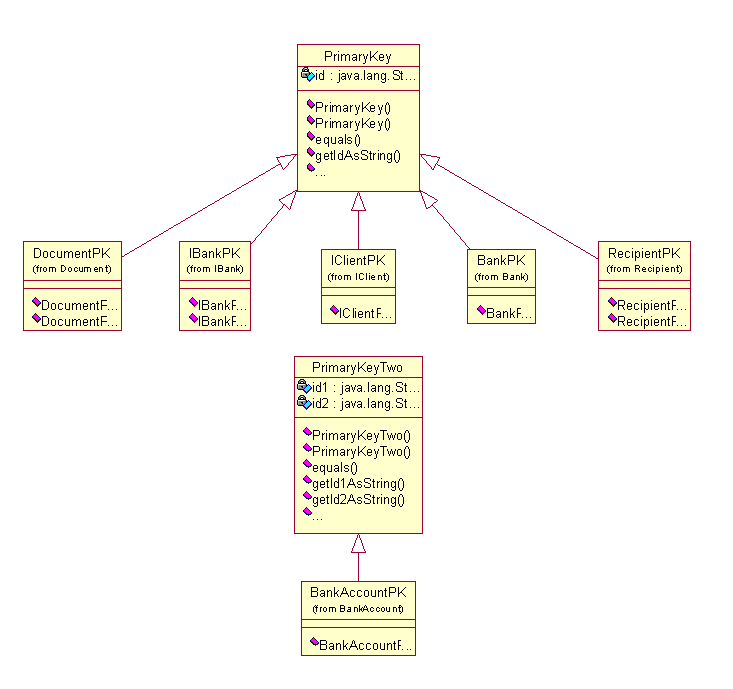 PrimaryKey
id : java.lang.St...
PrimaryKey()
PrimaryKey()
equals()
getIdAsString()
...
DocumentPK
(from Document)
DocumentF...
DocumentF...
IBankPK
(from IBank)
IBankF...
IBankF...
IClientPK
(from IClient)
IClientF...
BankPK
(from Bank)
BankF...
RecipientPK
(from Recipient)
RecipientF...
RecipientF...
PrimaryKeyTwo
id1 : java.lang.St...
id2 : java.lang.St...
PrimaryKeyTwo()
PrimaryKeyTwo()
equals()
getId1AsString()
getId2AsString()
...
BankAccountPK
(from BankAccount)
BankAccountF...